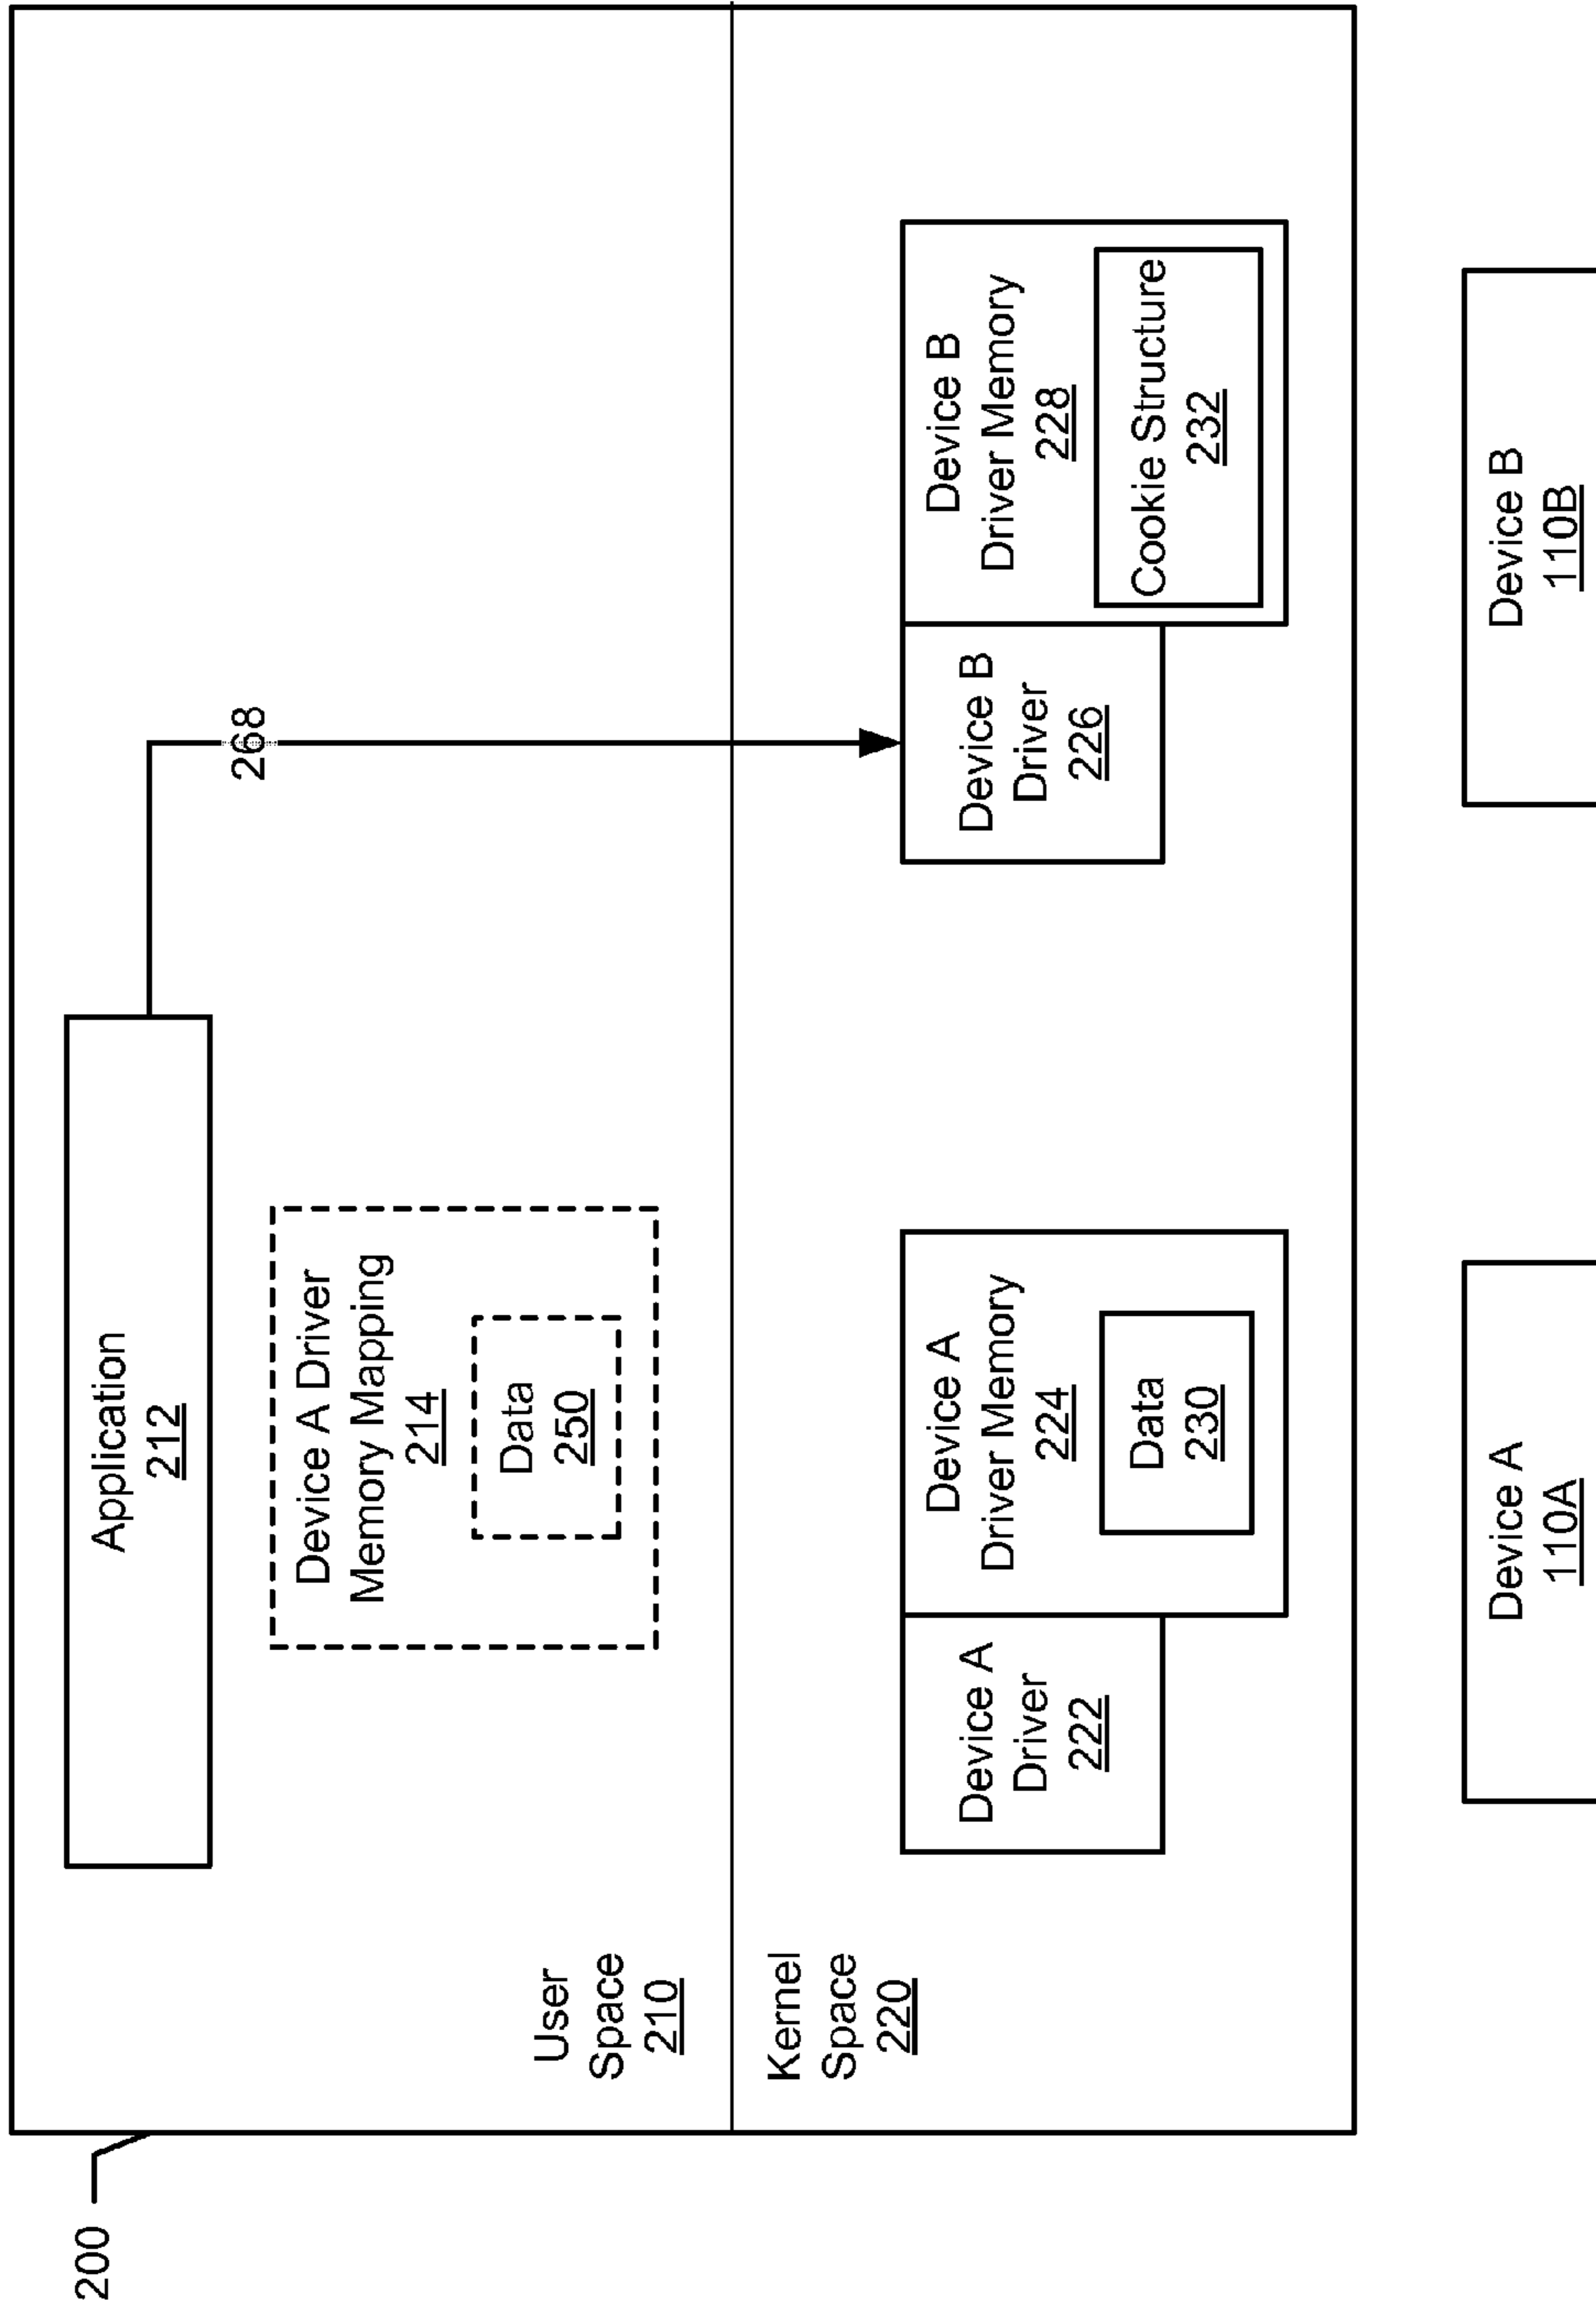 200
Application
212
268
Device A Driver
Memory Mapping
214
Data
250
User
Space
210
Kernel
Space
220
Device A
Driver
222
Device A
Driver Memory
224
Data
230
Device B
Driver
226
Device B
Driver Memory
228
Cookie Structure
232
Device A
110A
Device B
110B